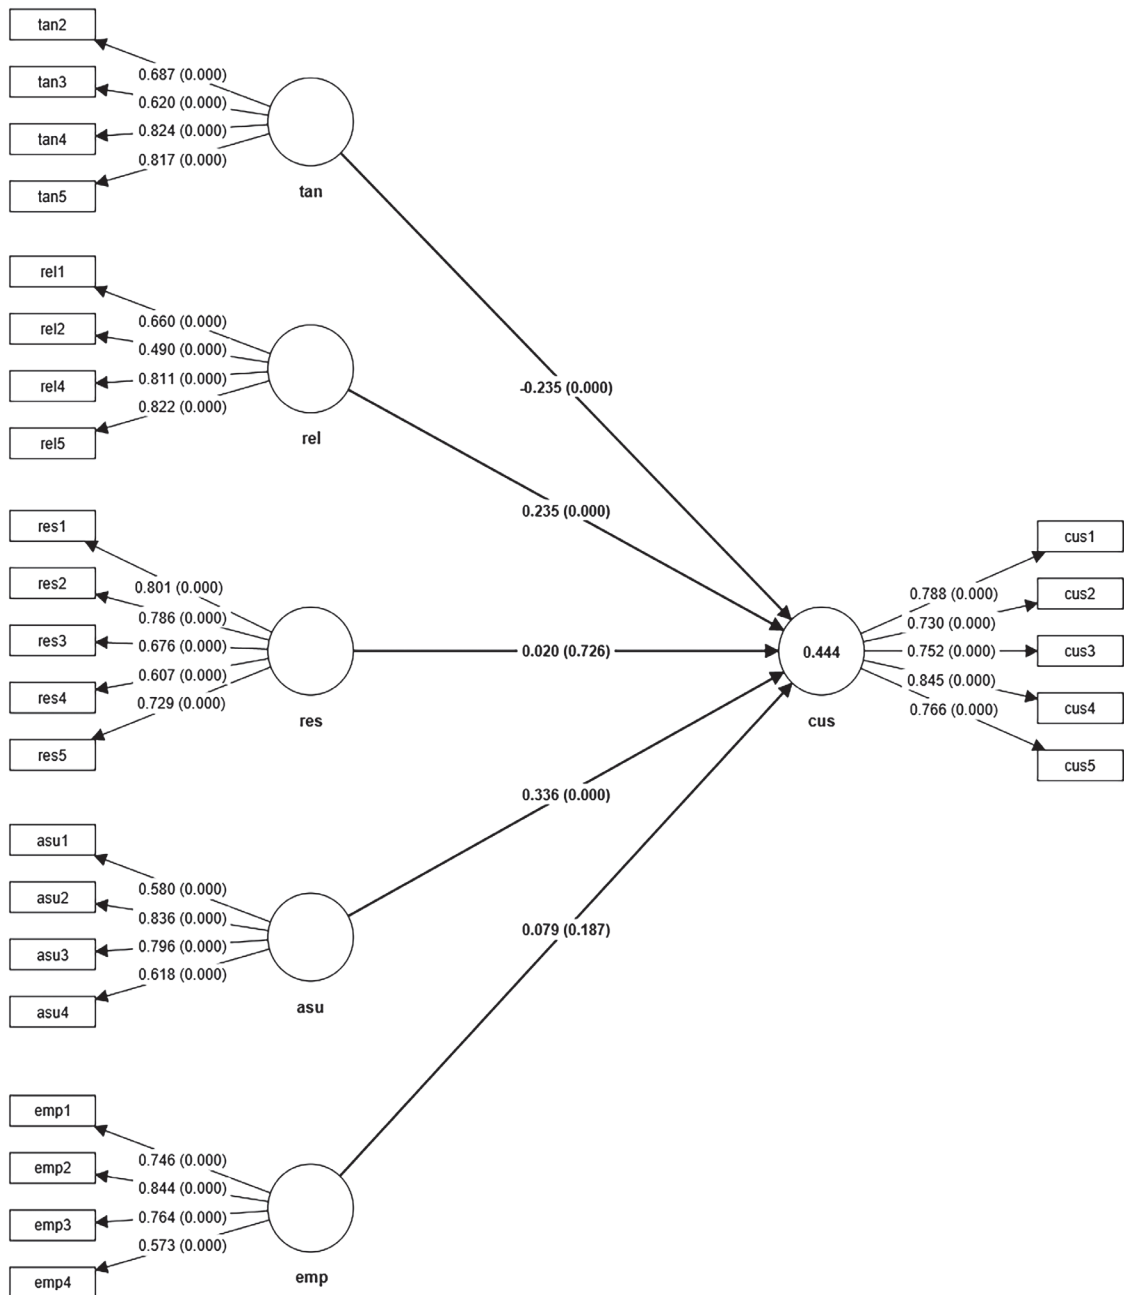 tan2
0.687 (0.000)
tan3
0.620 (0.000)
tan4
0.824 (0.000)
0.817 (0.000)
tan5
tan
rel1
0.660 (0.000)
rel2
0.490 (0.000)
rel4
0.811 (0.000)
0.822 (0.000)
rel5
rel
-0.235 (0.000)
0.235 (0.000)
res1
0.801 (0.000)
res2
0.786 (0.000)
res3
0.676 (0.000)
0.607 (0.000)
res4
0.729 (0.000)
res5
res
0.020 (0.726)
0.444
cus
cus1
0.788 (0.000)
cus2
0.730 (0.000)
0.752 (0.000)
cus3
0.845 (0.000)
cus4
0.766 (0.000)
cus5
0.336 (0.000)
asu1
0.580 (0.000)
asu2
0.836 (0.000)
0.796 (0.000)
asu3
0.618 (0.000)
asu4
asu
0.079 (0.187)
emp1
0.746 (0.000)
emp2
0.844 (0.000)
0.764 (0.000)
emp3
0.573 (0.000)
emp4
emp